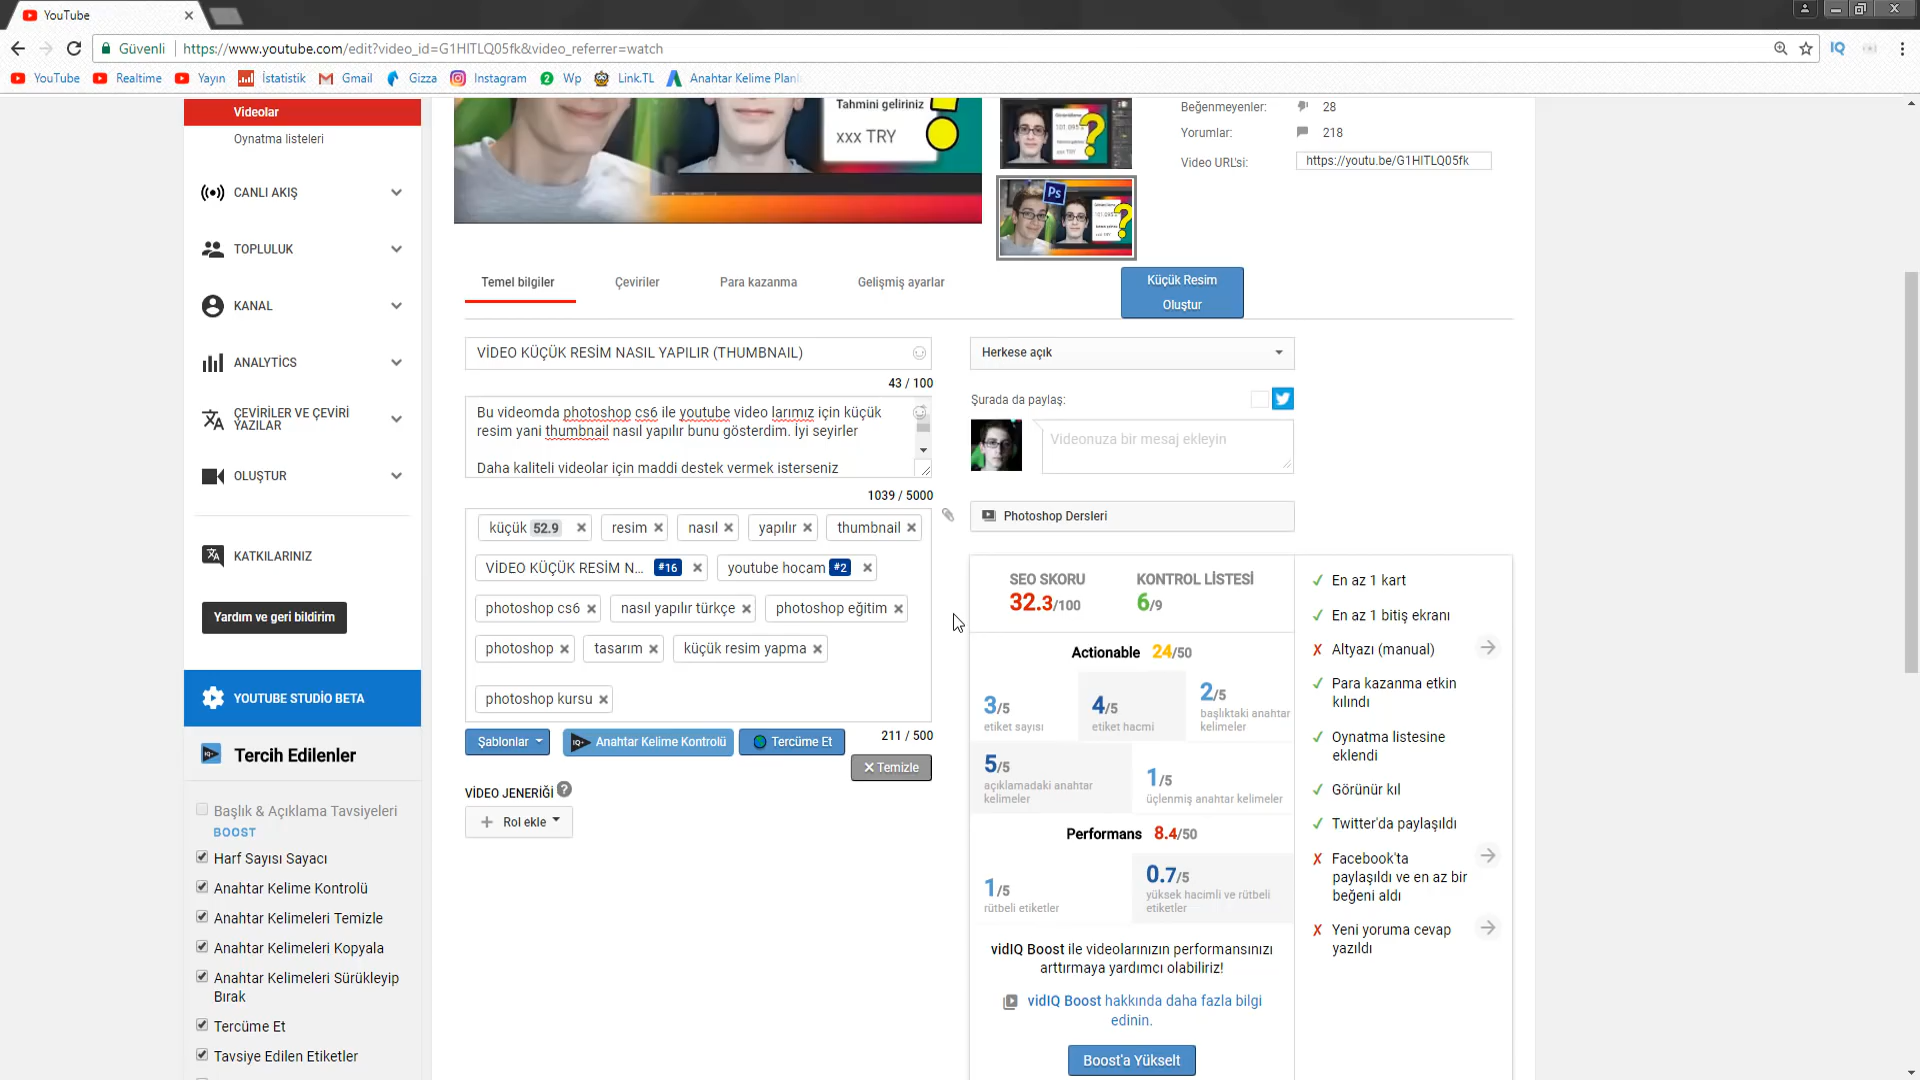 YouTube
Güvenli
https://www.youtube.com/edit?video_id=G1HITLQ05fk&video_referrer=watch
IQ
YouTube
Realtime
Yayın
İstatistik
Gmail
Gizza
Instagram
Wp
Link.TL
Anahtar Kelime Planl
Videolar
Oynatma listeleri
CANLI AKIŞ
TOPLULUK
KANAL
ANALYTİCS
ÇEVİRİLER VE ÇEVİRİ
YAZILAR
OLUŞTUR
KATKILARINIZ
Yardım ve geri bildirim
YOUTUBE STUDİO BETA
Tercih Edilenler
Başlık & Açıklama Tavsiyeleri
BOOST
Harf Sayısı Sayacı
Anahtar Kelime Kontrolü
Anahtar Kelimeleri Temizle
Anahtar Kelimeleri Kopyala
Anahtar Kelimeleri Sürükleyip
Bırak
Tercüme Et
Tavsiye Edilen Etiketler
Tahmini geliriniz
xxx TRY
Ps
Beğenmeyenler: 28
Yorumlar: 218
Video URL'si: https://youtu.be/G1HITLQ05fk
Temel bilgiler
Çeviriler
Para kazanma
Gelişmiş ayarlar
Küçük Resim
Oluştur
VİDEO KÜÇÜK RESİM NASIL YAPILIR (THUMBNAIL)
43 / 100
Bu videomda photoshop cs6 ile youtube video larımız için küçük
resim yani thumbnail nasıl yapılır bunu gösterdim. İyi seyirler
Daha kaliteli videolar için maddi destek vermek isterseniz
1039 / 5000
küçük 52.9 × resim × nasıl × yapılır × thumbnail ×
VİDEO KÜÇÜK RESİM N... #16 × youtube hocam #2 ×
photoshop cs6 × nasıl yapılır türkçe × photoshop eğitim ×
photoshop × tasarım × küçük resim yapma ×
photoshop kursu ×
Şablonlar
Anahtar Kelime Kontrolü
Tercüme Et
211 / 500
× Temizle
VİDEO JENERİĞİ ?
+ Rol ekle
Herkese açık
Şurada da paylaş:
Videonuza bir mesaj ekleyin
Photoshop Dersleri
SEO SKORU
32.3/100
KONTROL LİSTESİ
6/9
Actionable 24/50
3/5
etiket sayısı
4/5
etiket hacmi
2/5
başlıktaki anahtar
kelimeler
5/5
açıklamadaki anahtar
kelimeler
1/5
üçlenmiş anahtar kelimeler
Performans 8.4/50
1/5
rütbeli etiketler
0.7/5
yüksek hacimli ve rütbeli
etiketler
vidIQ Boost ile videolarınızın performansınızı
arttırmaya yardımcı olabiliriz!
vidIQ Boost hakkında daha fazla bilgi
edinin.
Boost'a Yükselt
✓ En az 1 kart
✓ En az 1 bitiş ekranı
✗ Altyazı (manual)
✓ Para kazanma etkin
kılındı
✓ Oynatma listesine
eklendi
✓ Görünür kıl
✓ Twitter'da paylaşıldı
✗ Facebook'ta
paylaşıldı ve en az bir
beğeni aldı
✗ Yeni yoruma cevap
yazıldı